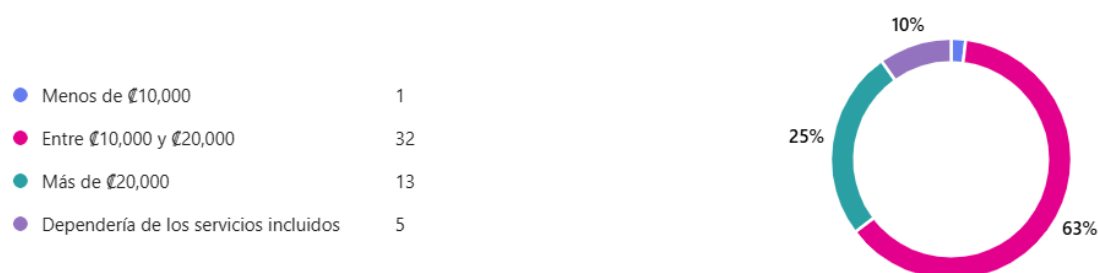 10%
Menos de ₡10,000 1
Entre ₡10,000 y ₡20,000 32
25%
Más de ₡20,000 13
Dependería de los servicios incluidos 5
63%